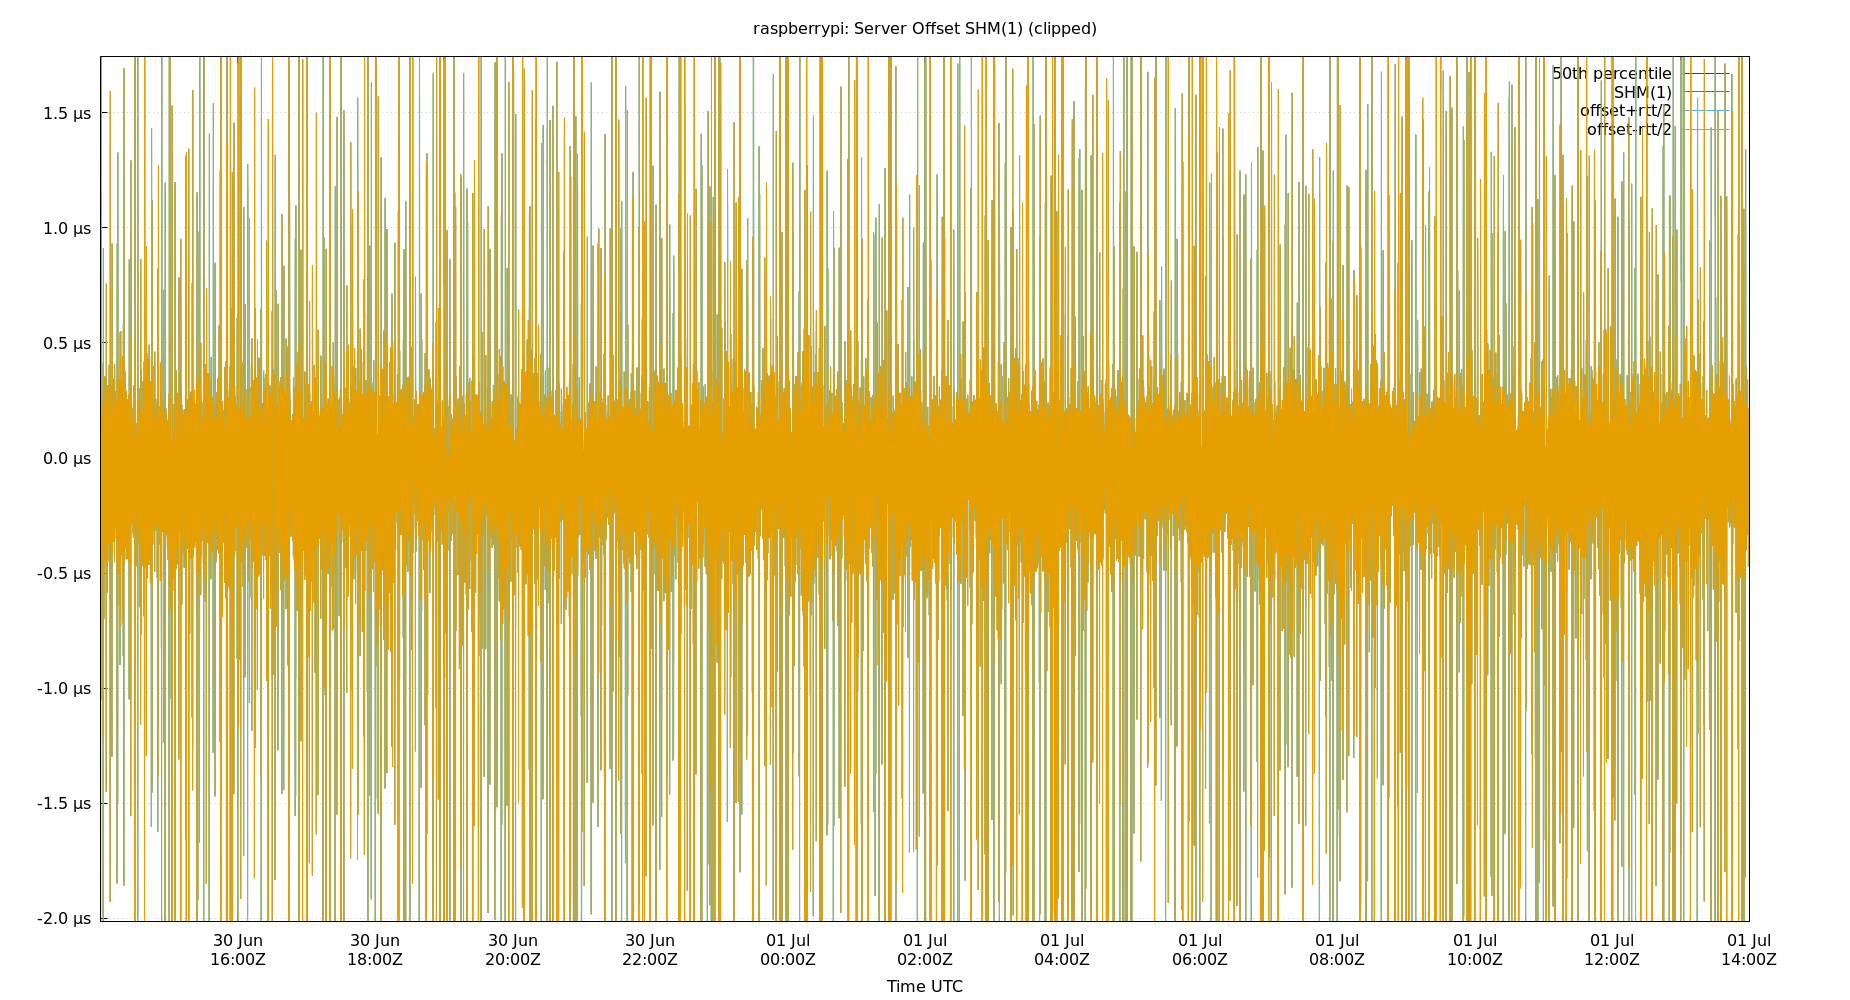 raspberrypi: Server Offset SHM(1) (clipped)
50th percentile
SHM(1)
offset+rtt/2
offset-rtt/2
1.5 µs
1.0 µs
0.5 µs
0.0 µs
-0.5 µs
-1.0 µs
-1.5 µs
-2.0 µs
30 Jun 30 Jun 30 Jun 30 Jun 01 Jul 01 Jul 01 Jul 01 Jul 01 Jul 01 Jul 01 Jul 01 Jul
16:00Z 18:00Z 20:00Z 22:00Z 00:00Z 02:00Z 04:00Z 06:00Z 08:00Z 10:00Z 12:00Z 14:00Z
Time UTC